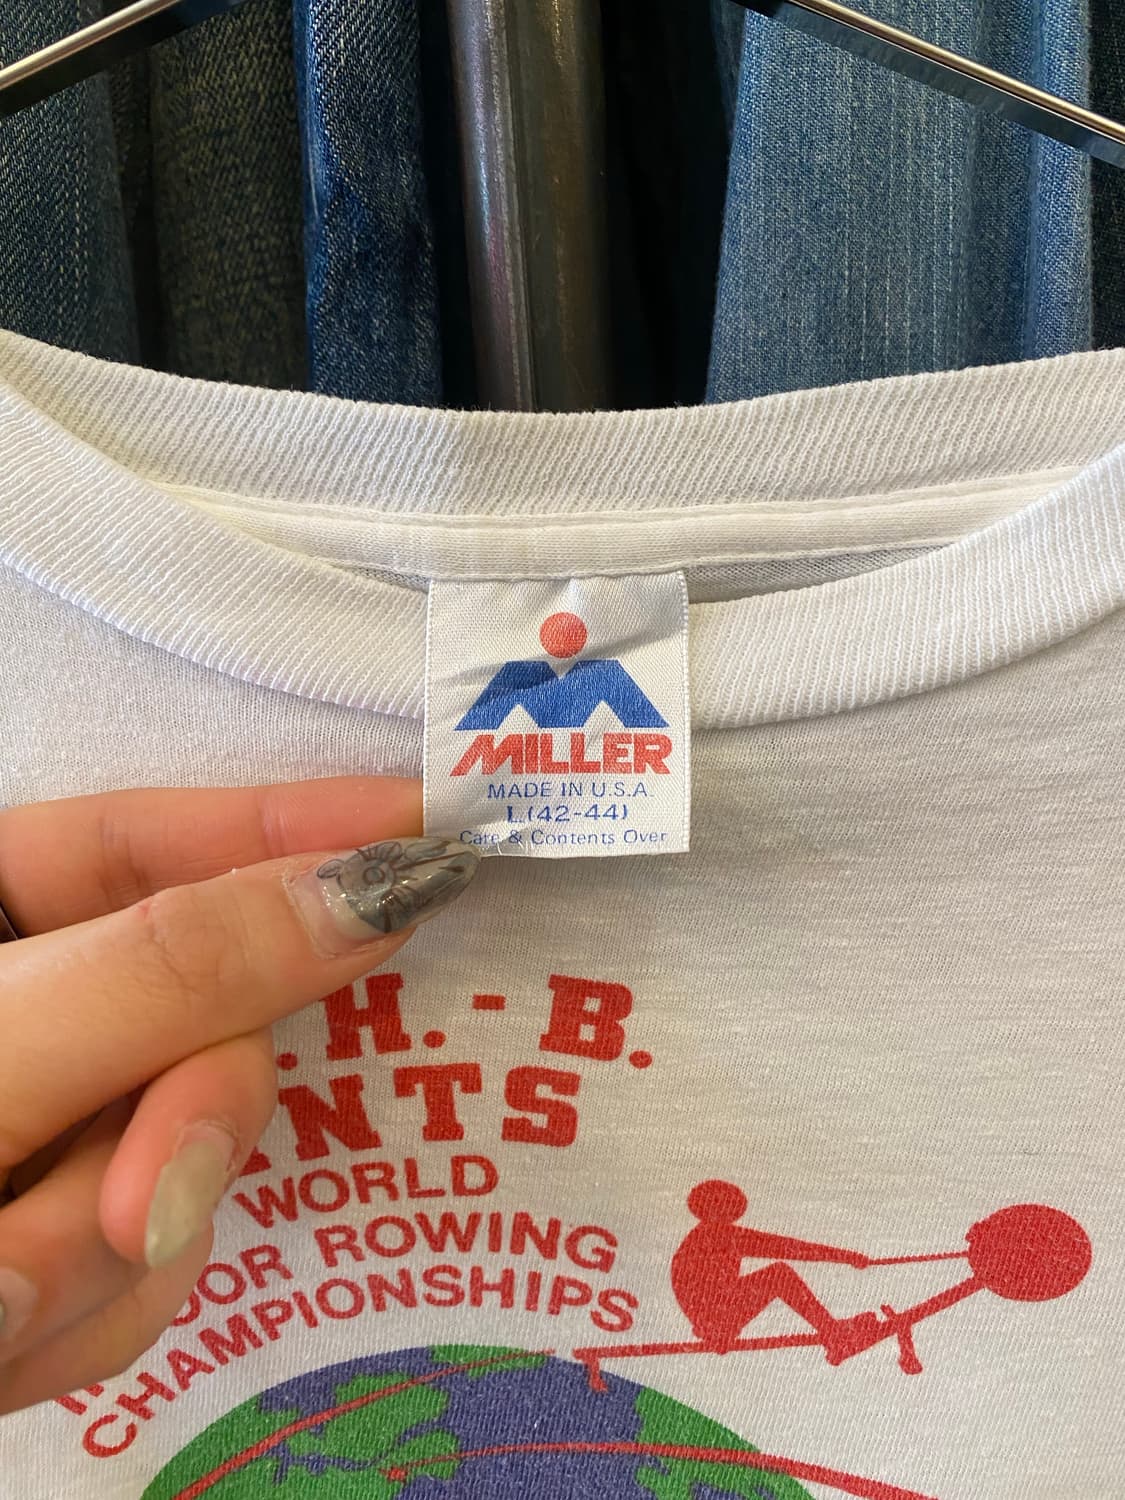 MILLER
MADE IN U.S.A.
L (42-44)
Care & Contents Over
.H.-B.
NTS
WORLD
OOR ROWING
CHAMPIONSHIPS